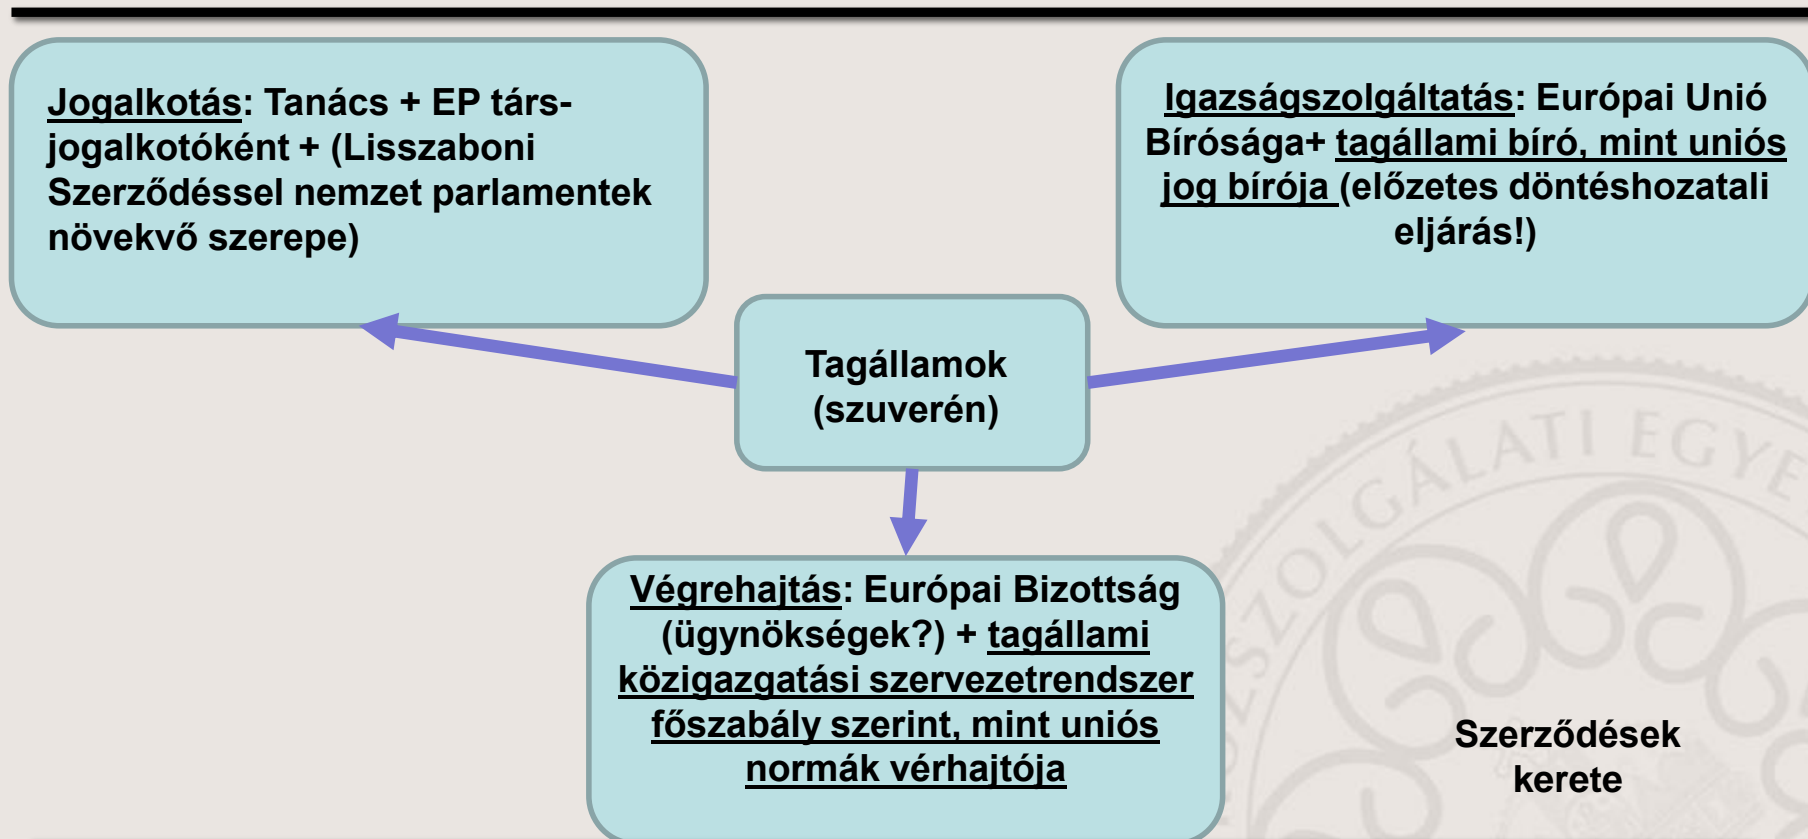 Jogalkotás: Tanács + EP társ-
jogalkotóként + (Lisszaboni
Szerződéssel nemzet parlamentek
növekvő szerepe)
Igazságszolgáltatás: Európai Unió
Bírósága+ tagállami bíró, mint uniós
jog bírója (előzetes döntéshozatali
eljárás!)
Tagállamok
(szuverén)
Végrehajtás: Európai Bizottság
(ügynökségek?) + tagállami
közigazgatási szervezetrendszer
főszabály szerint, mint uniós
normák vérhajtója
Szerződések
kerete